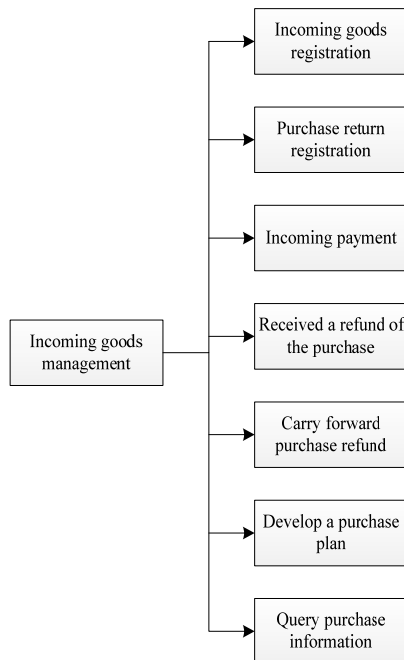 Incoming goods
registration
Purchase return
registration
Incoming payment
Received a refund of
the purchase
Incoming goods
management
Carry forward
purchase refund
Develop a purchase
plan
Query purchase
information